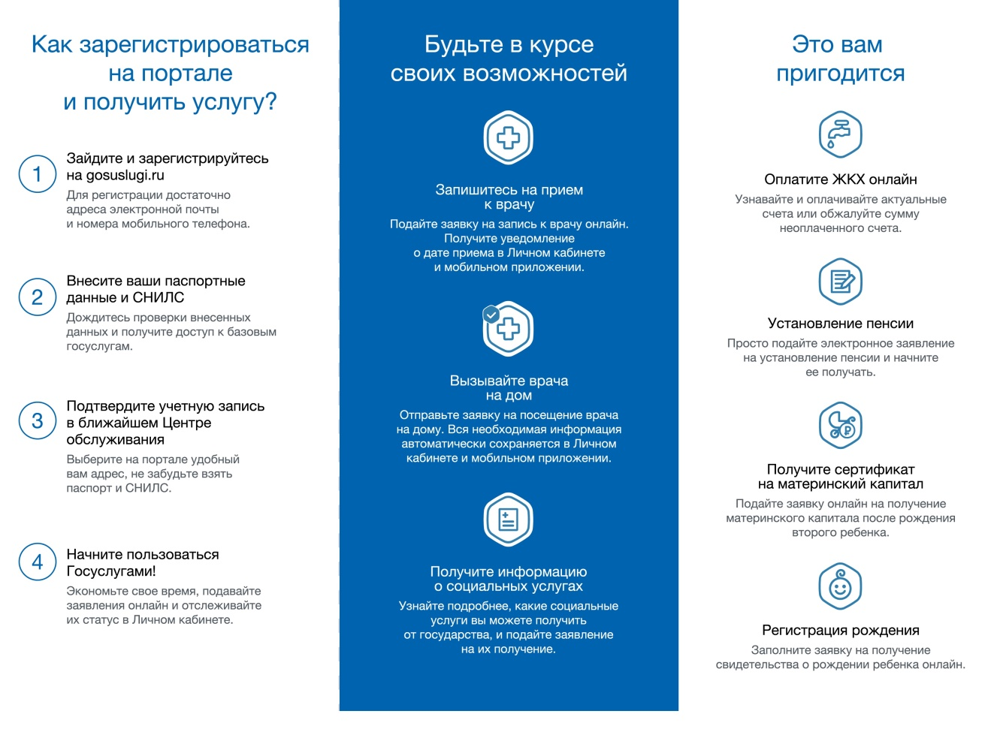 Как зарегистрироваться
на портале
и получить услугу?
1
Зайдите и зарегистрируйтесь
на gosuslugi.ru
Для регистрации достаточно
адреса электронной почты
и номера мобильного телефона.
2
Внесите ваши паспортные
данные и СНИЛС
Дождитесь проверки внесенных
данных и получите доступ к базовым
госуслугам.
3
Подтвердите учетную запись
в ближайшем Центре
обслуживания
Выберите на портале удобный
вам адрес, не забудьте взять
паспорт и СНИЛС.
4
Начните пользоваться
Госуслугами!
Экономьте свое время, подавайте
заявления онлайн и отслеживайте
их статус в Личном кабинете.
Будьте в курсе
своих возможностей
Запишитесь на прием
к врачу
Подайте заявку на запись к врачу онлайн.
Получите уведомление
о дате приема в Личном кабинете
и мобильном приложении.
Вызывайте врача
на дом
Отправьте заявку на посещение врача
на дому. Вся необходимая информация
автоматически сохраняется в Личном
кабинете и мобильном приложении.
Получите информацию
о социальных услугах
Узнайте подробнее, какие социальные
услуги вы можете получить
от государства, и подайте заявление
на их получение.
Это вам
пригодится
Оплатите ЖКХ онлайн
Узнавайте и оплачивайте актуальные
счета или обжалуйте сумму
неоплаченного счета.
Установление пенсии
Просто подайте электронное заявление
на установление пенсии и начните
ее получать.
₽
Получите сертификат
на материнский капитал
Подайте заявку онлайн на получение
материнского капитала после рождения
второго ребенка.
Регистрация рождения
Заполните заявку на получение
свидетельства о рождении ребенка онлайн.